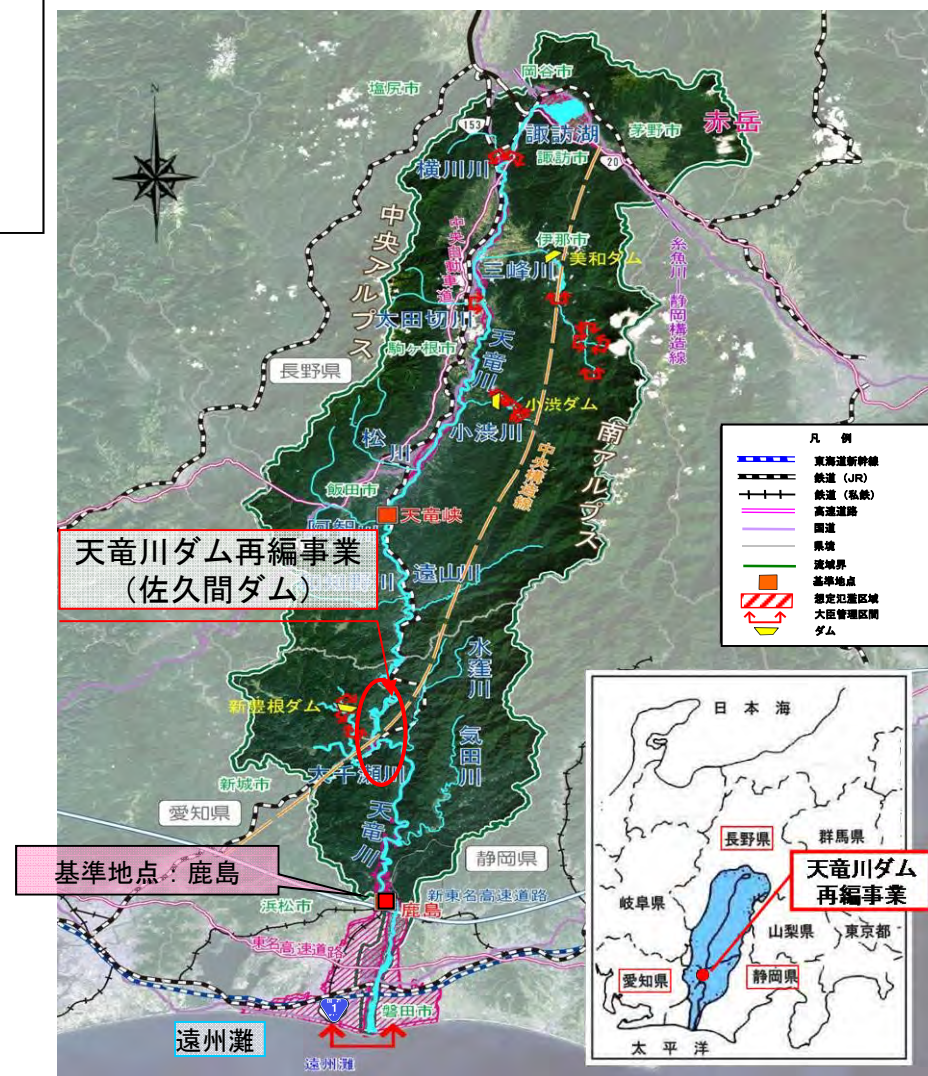 岡谷市
塩尻市
N
153
諏訪湖
茅野市
赤岳
20
諏訪市
横川川
中央アルプス
中央自動車道
伊那市
美和ダム
三峰川
糸魚川―静岡構造線
太田切川
駒ヶ根市
天竜川
長野県
小渋ダム
小渋川
南アルプス
松川
中央構造線
飯田市
天竜峡
天竜川ダム再編事業
(佐久間ダム)
遠山川
水窪川
新豊根ダム
気田川
大千瀬川
新城市
愛知県
天竜川
静岡県
基準地点：鹿島
新東名高速道路
浜松市
鹿島
東名高速道路
1
磐田市
遠州灘
遠州灘
凡 例
東海道新幹線
鉄道 (JR)
鉄道 (私鉄)
高速道路
国道
県境
流域界
基準地点
想定氾濫区域
大臣管理区間
ダム
日本海
長野県
群馬県
天竜川ダム
再編事業
岐阜県
山梨県
東京都
愛知県
静岡県
太平洋